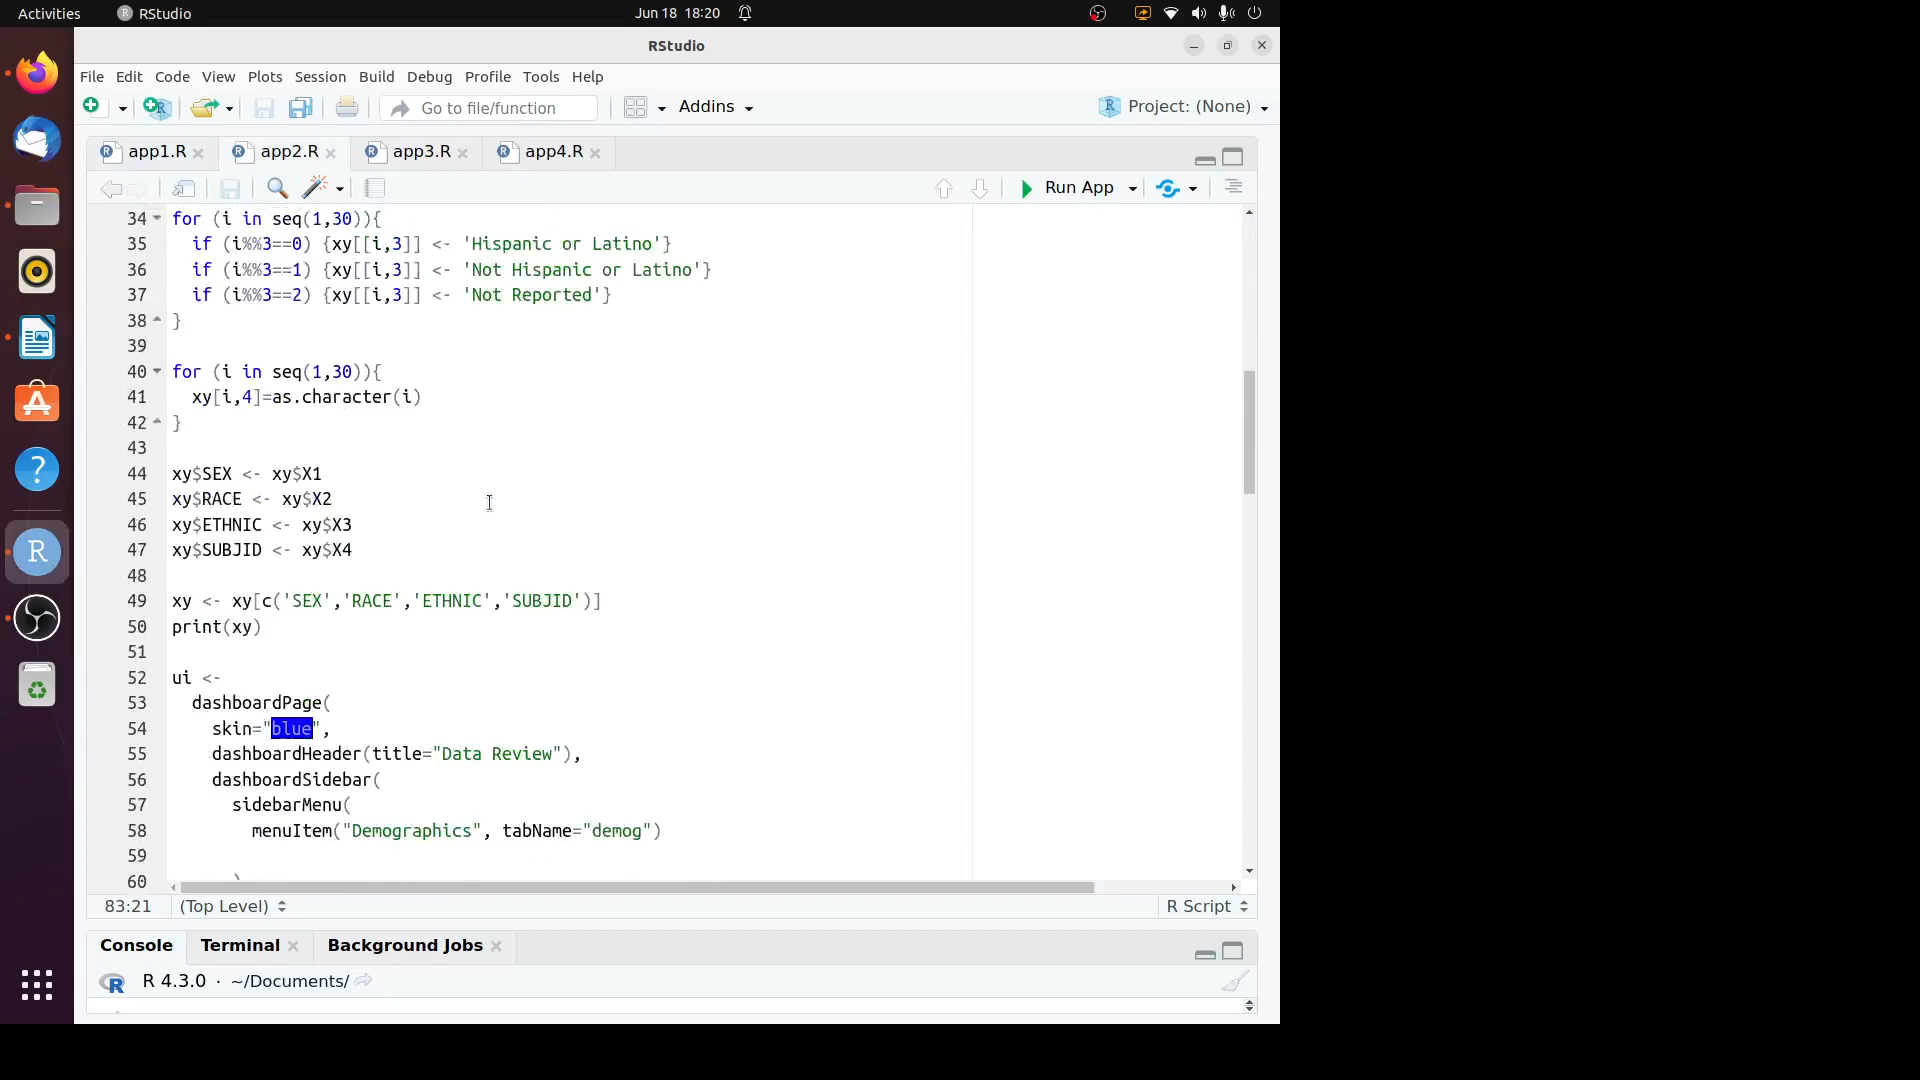 Activities RStudio Jun 18 18:20
RStudio
File Edit Code View Plots Session Build Debug Profile Tools Help
Go to file/function Addins Project: (None)
app1.R app2.R app3.R app4.R
Run App
34 for (i in seq(1,30)){
35 if (i%%3==0) {xy[[i,3]] <- 'Hispanic or Latino'}
36 if (i%%3==1) {xy[[i,3]] <- 'Not Hispanic or Latino'}
37 if (i%%3==2) {xy[[i,3]] <- 'Not Reported'}
38 }
39
40 for (i in seq(1,30)){
41 xy[i,4]=as.character(i)
42 }
43
44 xy$SEX <- xy$X1
45 xy$RACE <- xy$X2
46 xy$ETHNIC <- xy$X3
47 xy$SUBJID <- xy$X4
48
49 xy <- xy[c('SEX','RACE','ETHNIC','SUBJID')]
50 print(xy)
51
52 ui <-
53 dashboardPage(
54 skin="blue",
55 dashboardHeader(title="Data Review"),
56 dashboardSidebar(
57 sidebarMenu(
58 menuItem("Demographics", tabName="demog")
59
60 )
83:21 (Top Level) R Script
Console Terminal Background Jobs
R 4.3.0 · ~/Documents/